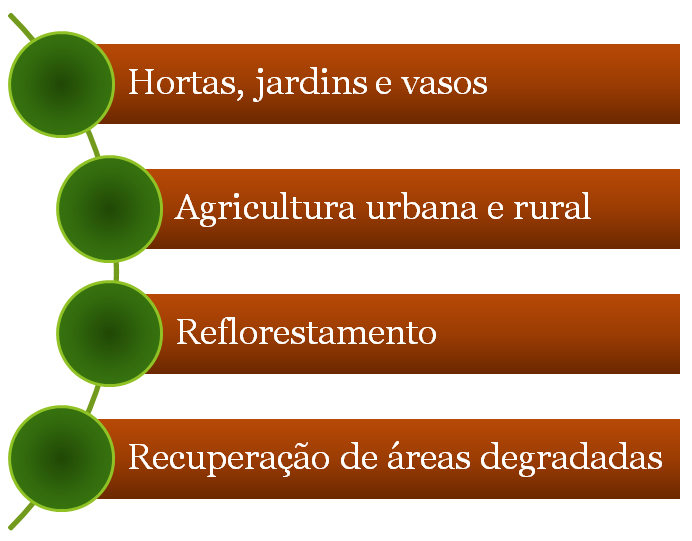 Hortas, jardins e vasos
Agricultura urbana e rural
Reflorestamento
Recuperação de áreas degradadas